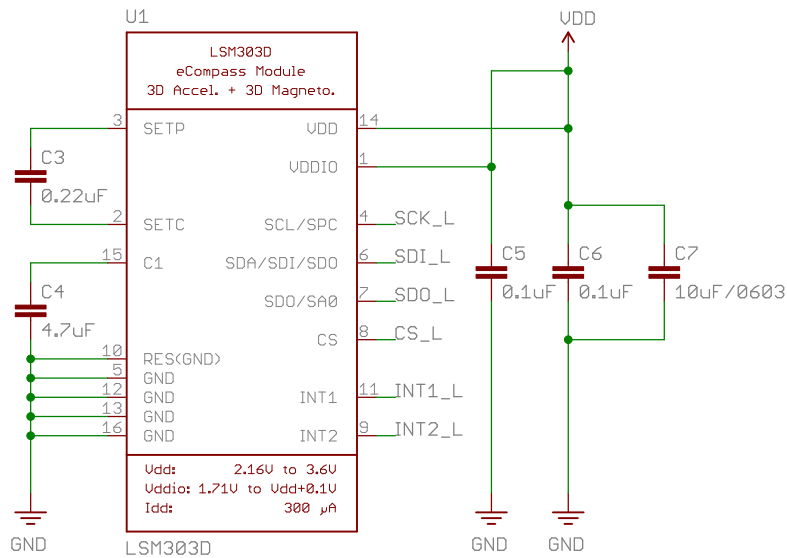 U1
VDD
LSM303D
eCompass Module
3D Accel. + 3D Magneto.
3
SETP
VDD
14
C3
0.22uF
VDDIO
1
2
SETC
SCL/SPC
4
SCK_L
15
C1
SDA/SDI/SDO
6
SDI_L
C5
0.1uF
C6
0.1uF
C7
10uF/0603
C4
4.7uF
SDO/SA0
7
SDO_L
CS
8
CS_L
10
RES(GND)
5
GND
12
GND
INT1
11
INT1_L
13
GND
16
GND
INT2
9
INT2_L
Vdd: 2.16V to 3.6V
Vddio: 1.71V to Vdd+0.1V
Idd: 300 µA
GND
LSM303D
GND
GND